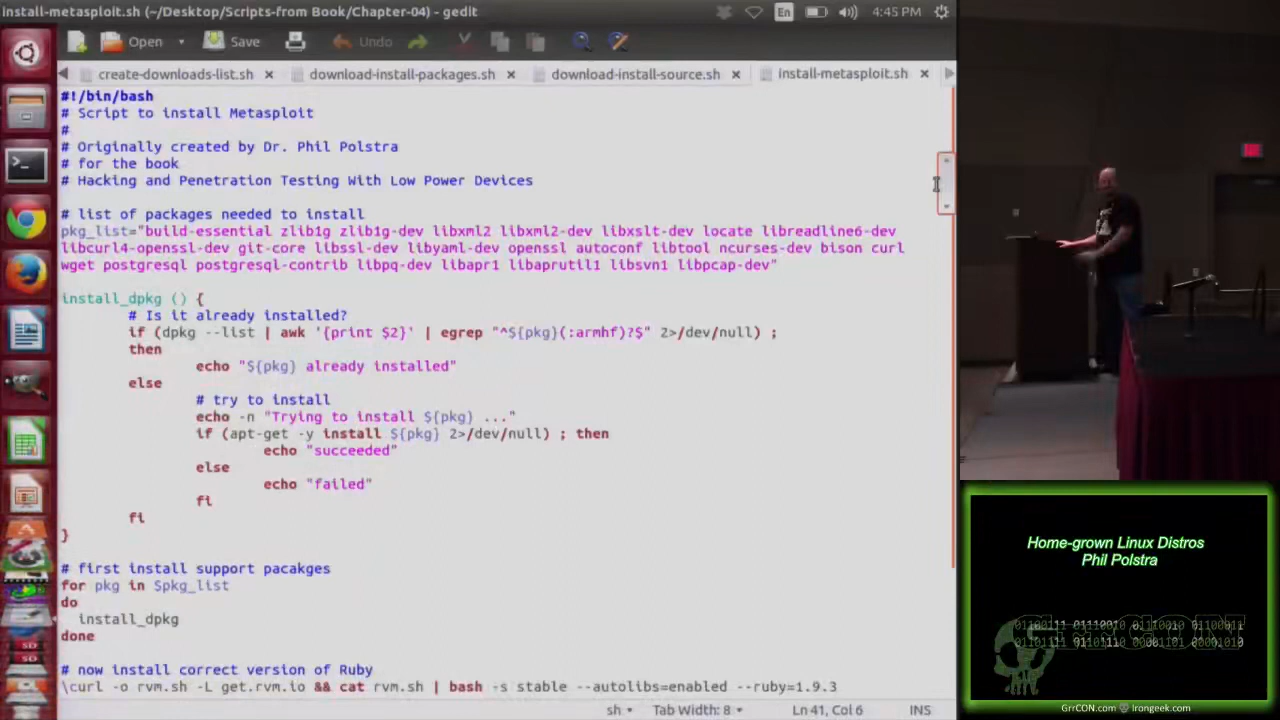 install-metasploit.sh (~/Desktop/Scripts-from Book/Chapter-04) - gedit
En
4:45 PM
Open
Save
Undo
create-downloads-list.sh
download-install-packages.sh
download-install-source.sh
install-metasploit.sh
#!/bin/bash
# Script to install Metasploit
#
# Originally created by Dr. Phil Polstra
# for the book
# Hacking and Penetration Testing With Low Power Devices
# list of packages needed to install
pkg_list="build-essential zlib1g zlib1g-dev libxml2 libxml2-dev libxslt-dev locate libreadline6-dev
libcurl4-openssl-dev git-core libssl-dev libyaml-dev openssl autoconf libtool ncurses-dev bison curl
wget postgresql postgresql-contrib libpq-dev libapr1 libaprutil1 libsvn1 libpcap-dev"
install_dpkg () {
# Is it already installed?
if (dpkg --list | awk '{print $2}' | egrep "^${pkg}(:armhf)?$" 2>/dev/null) ;
then
echo "${pkg} already installed"
else
# try to install
echo -n "Trying to install ${pkg} ..."
if (apt-get -y install ${pkg} 2>/dev/null) ; then
echo "succeeded"
else
echo "failed"
fi
fi
}
# first install support pacakges
for pkg in $pkg_list
do
install_dpkg
done
# now install correct version of Ruby
\curl -o rvm.sh -L get.rvm.io && cat rvm.sh | bash -s stable --autolibs=enabled --ruby=1.9.3
sh
Tab Width: 8
Ln 41, Col 6
INS
Home-grown Linux Distros
Phil Polstra
GrrCON
GrrCON.com
Irongeek.com